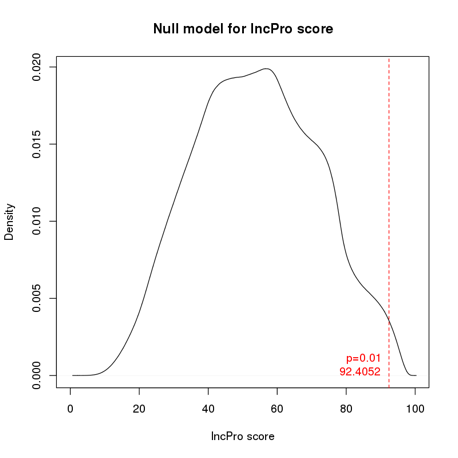 Null model for lncPro score
Density
0.020
0.015
0.010
0.005
0.000
p=0.01
92.4052
0 20 40 60 80 100
lncPro score